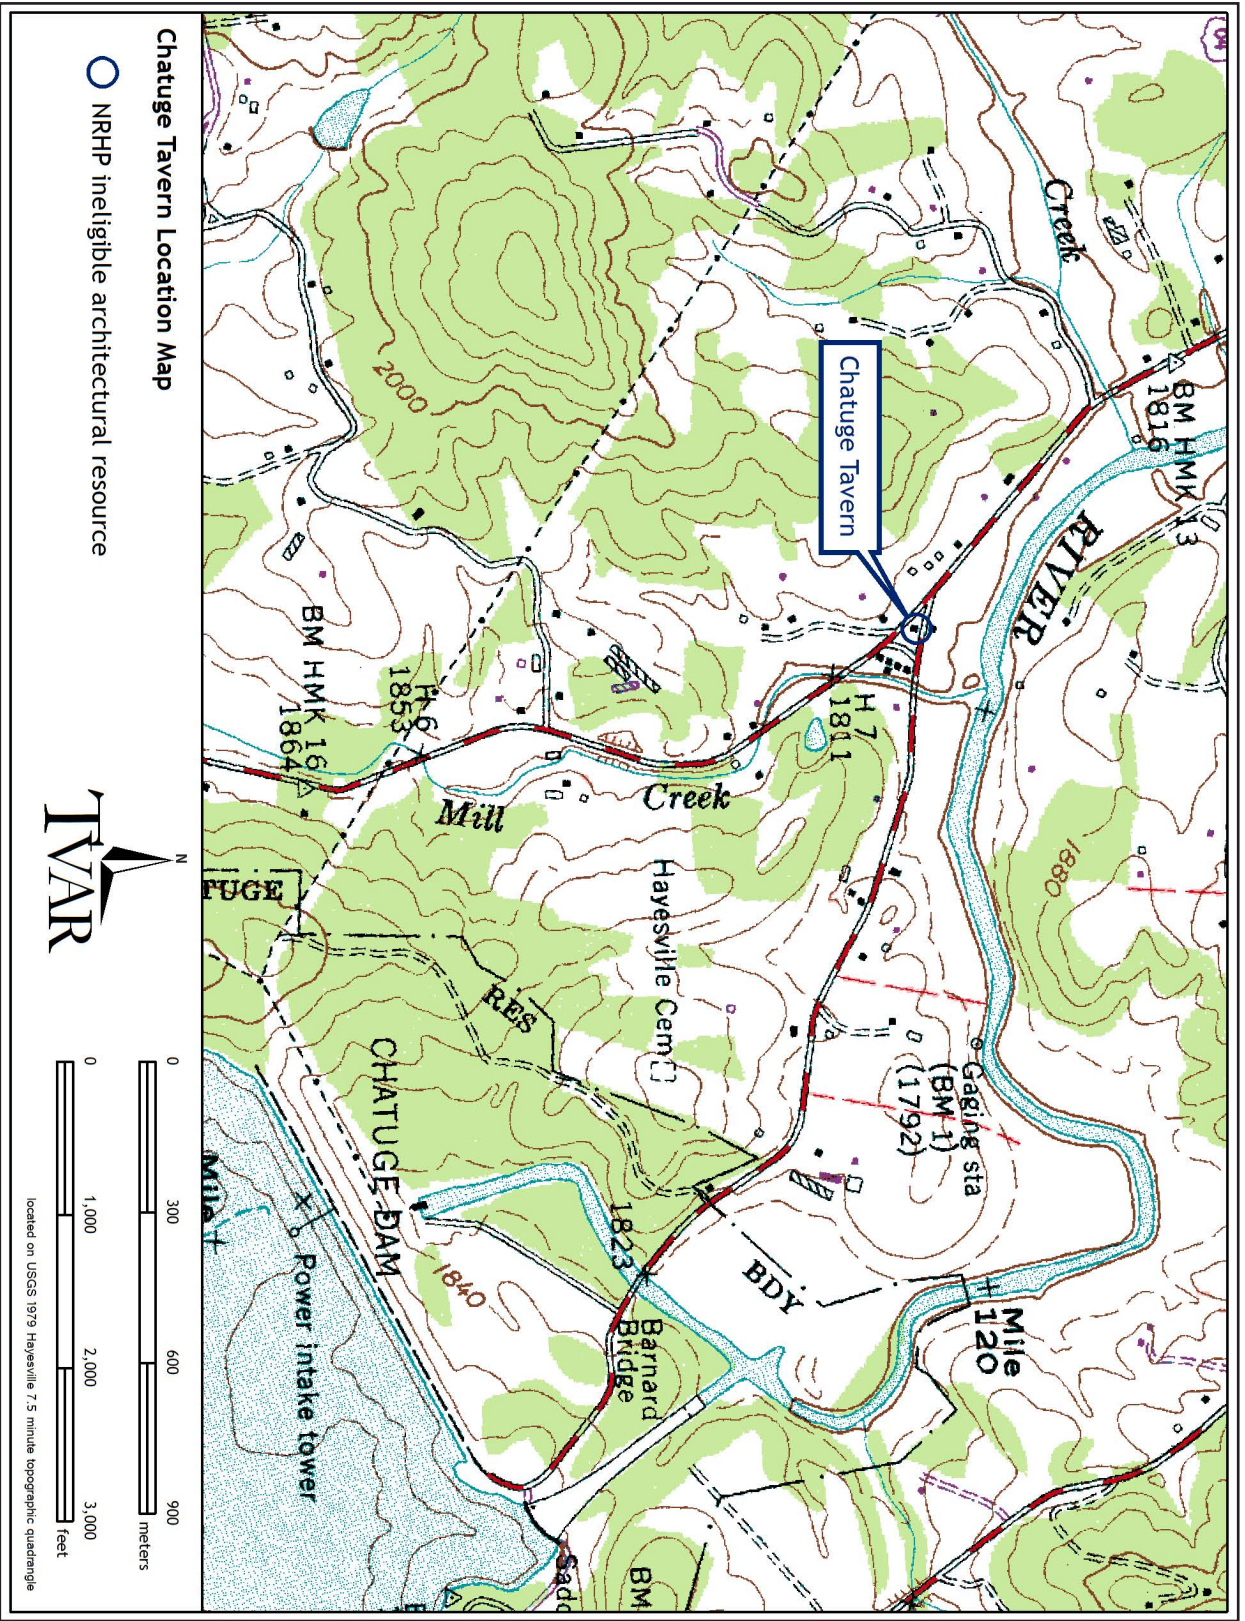 Creek
BM HMK 13
1816
RIVER
2000
Chatuge Tavern
H 7
1811
1880
H 6
1853
BM HMK 16
1864
Mill
Creek
Hayesville Cem
TUGE
RES
Gaging sta
(BM 1)
(1792)
CHATUGE DAM
1823
BDY
Mile
120
1840
Barnard
Bridge
Mile
Power intake tower
BM
Chatuge Tavern Location Map
NRHP ineligible architectural resource
N
TVAR
0 300 600 900
meters
0 1,000 2,000 3,000
feet
located on USGS 1979 Hayesville 7.5 minute topographic quadrangle